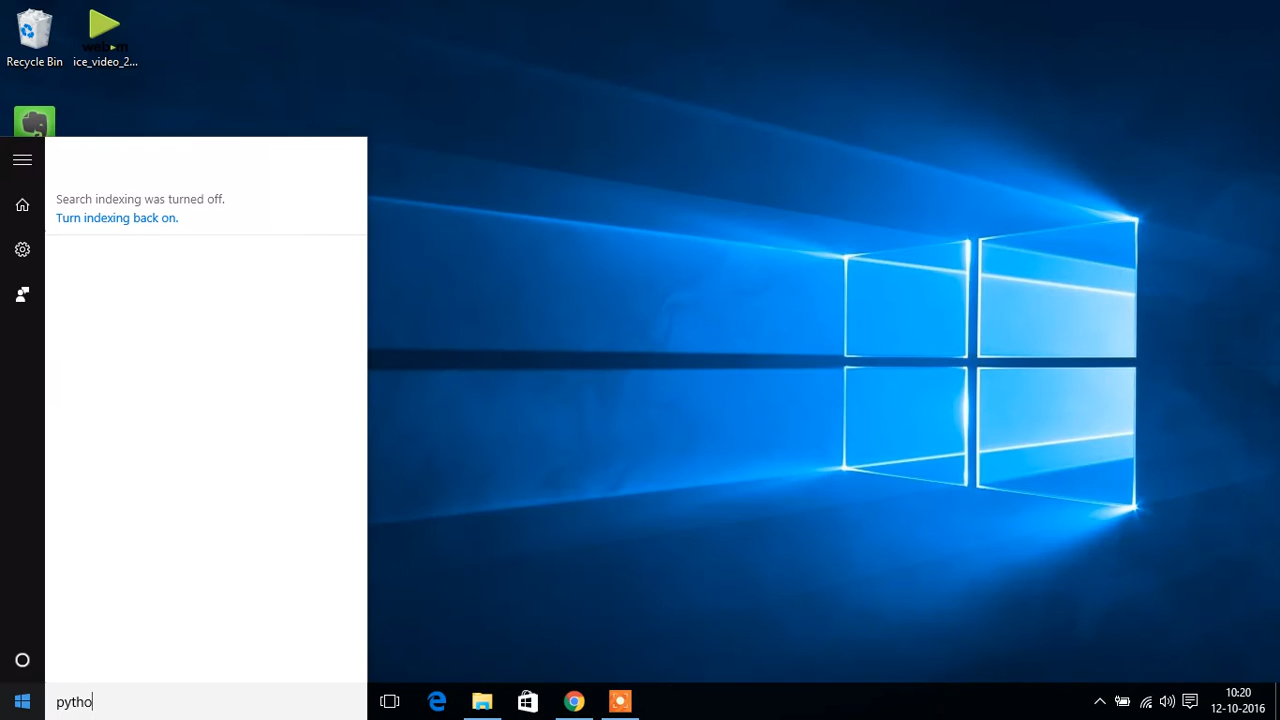 Recycle Bin
ice_video_2...
Search indexing was turned off.
Turn indexing back on.
pytho
10:20
12-10-2016